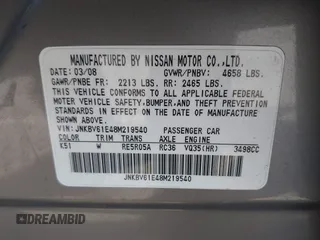 MANUFACTURED BY NISSAN MOTOR CO.,LTD.
DATE: 03/08 GVWR/PNBV: 4658 LBS.
GAWR/PNBE FR: 2213 LBS. RR: 2465 LBS.
THIS VEHICLE CONFORMS TO ALL APPLICABLE
FEDERAL MOTOR VEHICLE SAFETY,BUMPER,AND THEFT
PREVENTION STANDARDS IN EFFECT ON THE DATE OF
MANUFACTURE SHOWN ABOVE.
VIN: JNKBV61E48M219540 PASSENGER CAR
COLOR TRIM TRANS AXLE ENGINE
K51 W RE5R05A RC36 VQ35(HR) 3498CC
JNKBV61E48M219540
DREAMBID